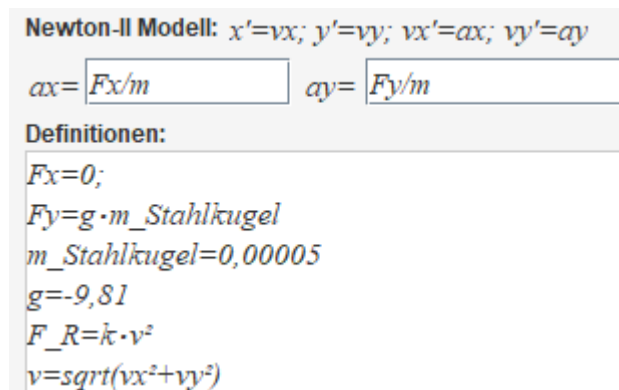 Newton-II Modell: x'=vx; y'=vy; vx'=ax; vy'=ay
ax= Fx/m ay= Fy/m
Definitionen:
Fx=0;
Fy=g·m_Stahlkugel
m_Stahlkugel=0,00005
g=-9,81
F_R=k·v²
v=sqrt(vx²+vy²)